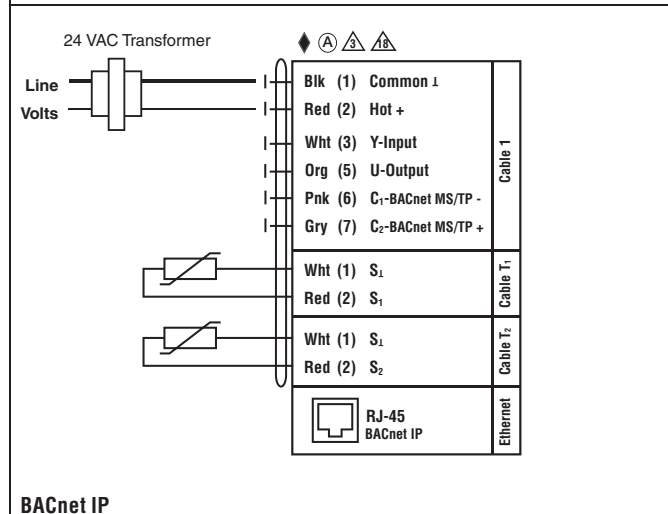 24 VAC Transformer
A 3 18
Line
Volts
Blk (1) Common ⊥
Red (2) Hot +
Wht (3) Y-Input
Org (5) U-Output
Pnk (6) C₁-BACnet MS/TP -
Gry (7) C₂-BACnet MS/TP +
Cable 1
Wht (1) S⊥
Red (2) S₁
Cable T₁
Wht (1) S⊥
Red (2) S₂
Cable T₂
RJ-45
BACnet IP
Ethernet
BACnet IP